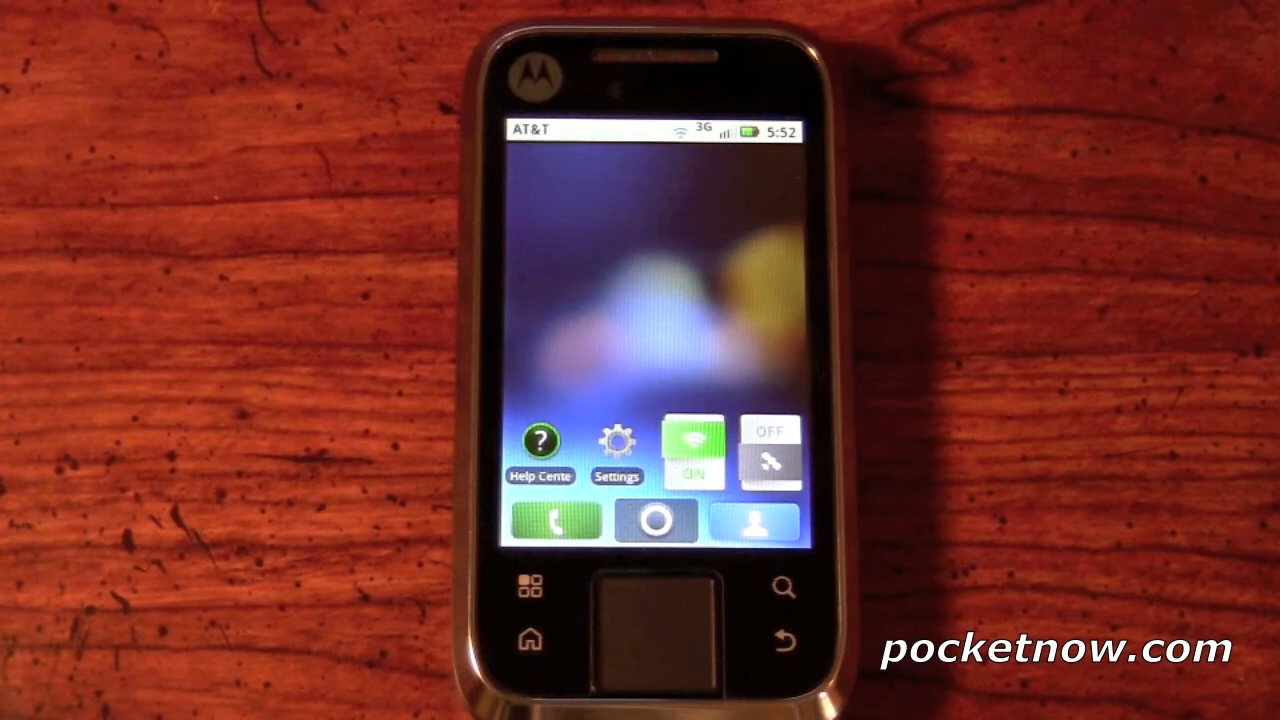 AT&T 3G 5:52
OFF
ON
Help Cente
Settings
pocketnow.com